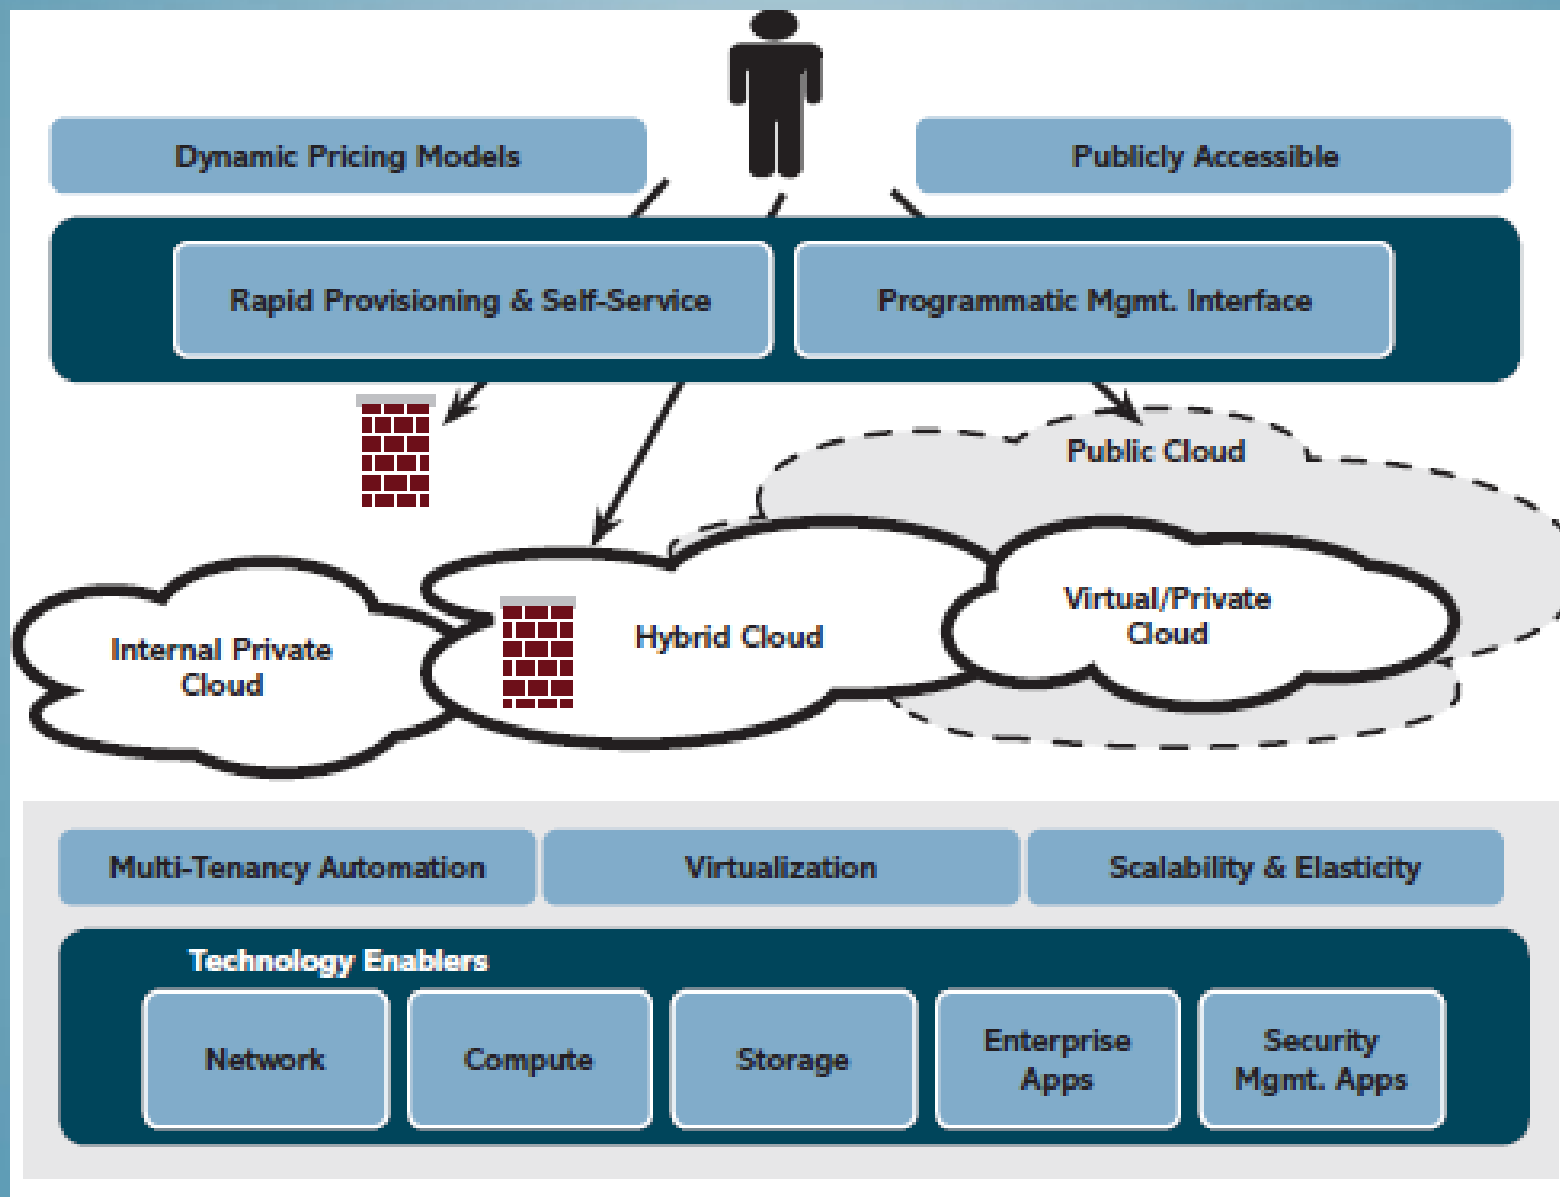 Dynamic Pricing Models
Publicly Accessible
Rapid Provisioning & Self-Service
Programmatic Mgmt. Interface
Public Cloud
Internal Private
Cloud
Hybrid Cloud
Virtual/Private
Cloud
Multi-Tenancy Automation
Virtualization
Scalability & Elasticity
Technology Enablers
Network
Compute
Storage
Enterprise
Apps
Security
Mgmt. Apps